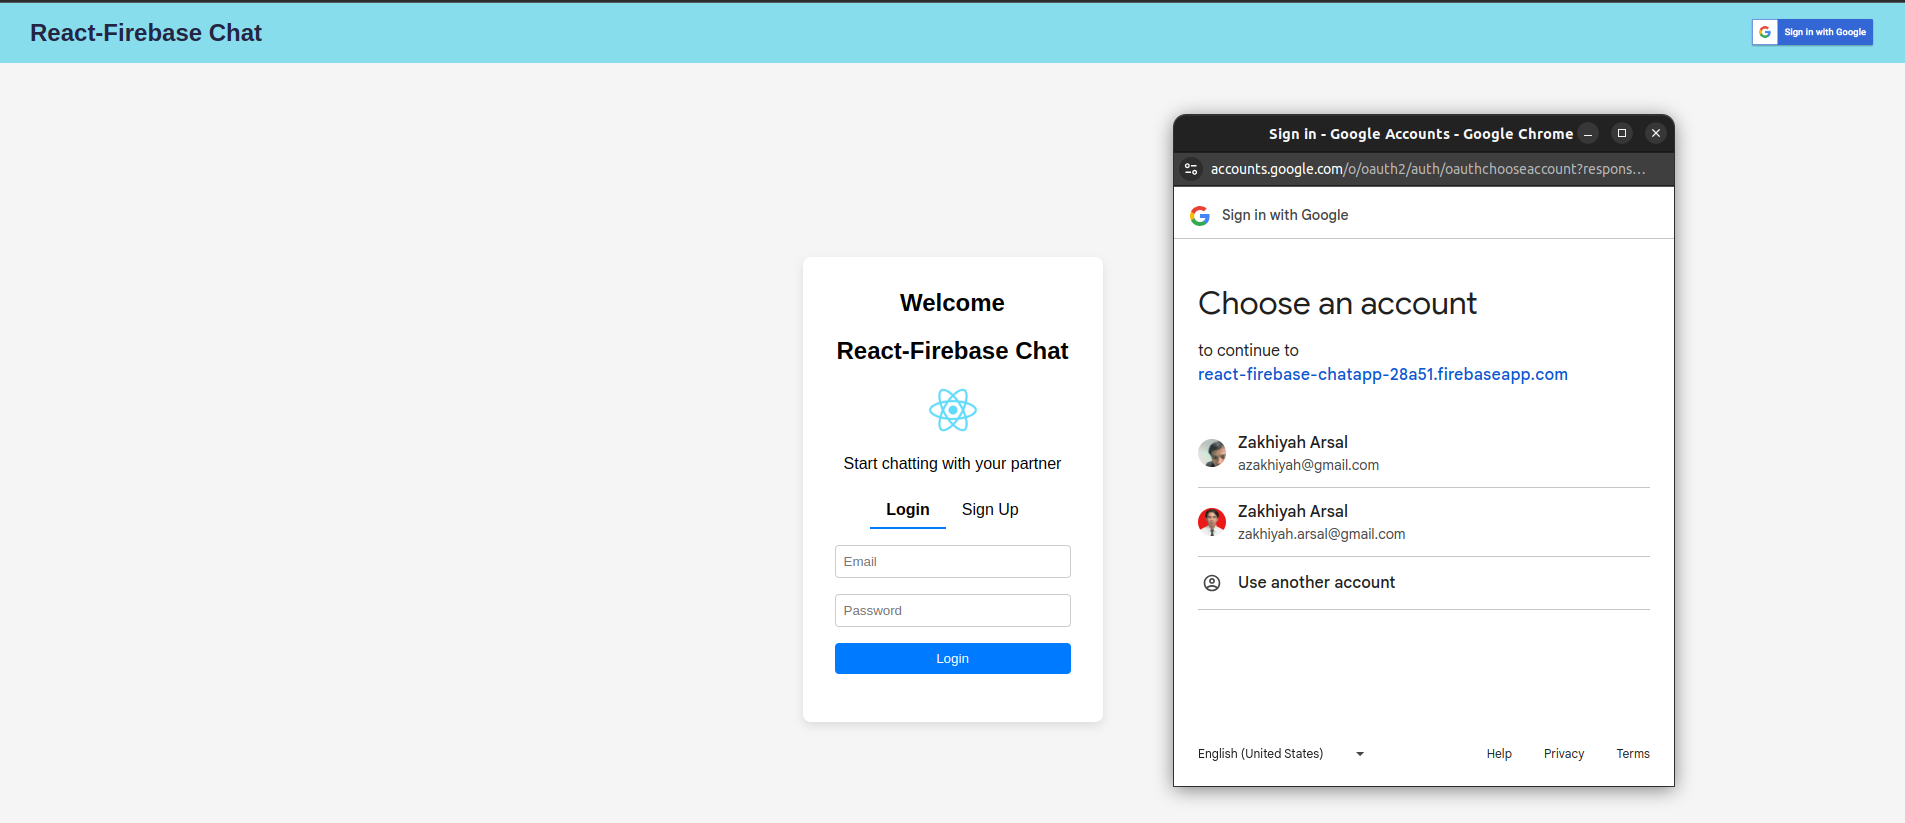 React-Firebase Chat
Sign in with Google
Welcome
React-Firebase Chat
Start chatting with your partner
Login Sign Up
Email
Password
Login
Sign in - Google Accounts - Google Chrome
accounts.google.com/o/oauth2/auth/oauthchooseaccount?respons...
Sign in with Google
Choose an account
to continue to
react-firebase-chatapp-28a51.firebaseapp.com
Zakhiyah Arsal
azakhiyah@gmail.com
Zakhiyah Arsal
zakhiyah.arsal@gmail.com
Use another account
English (United States) Help Privacy Terms